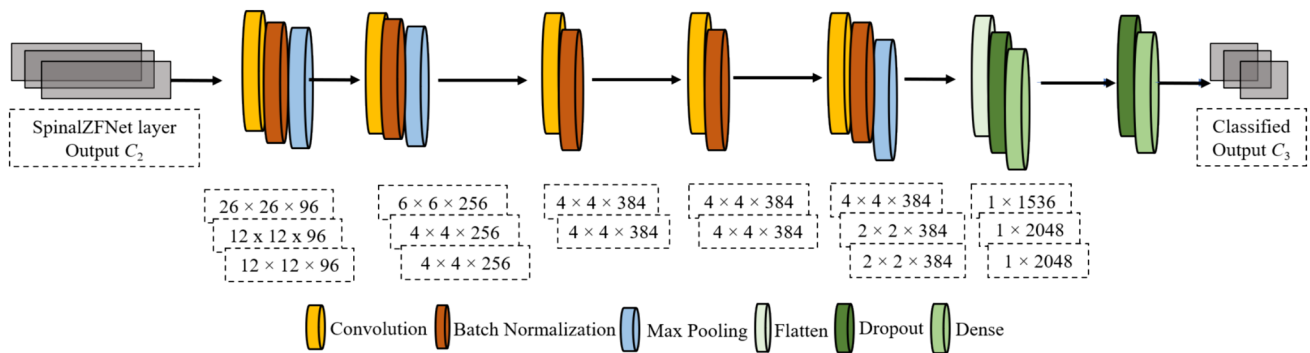 SpinalZFNet layer
Output C₂
Classified
Output C₃
26 × 26 × 96
12 x 12 x 96
12 × 12 × 96
6 × 6 × 256
4 × 4 × 256
4 × 4 × 256
4 × 4 × 384
4 × 4 × 384
4 × 4 × 384
4 × 4 × 384
4 × 4 × 384
2 × 2 × 384
2 × 2 × 384
1 × 1536
1 × 2048
1 × 2048
Convolution
Batch Normalization
Max Pooling
Flatten
Dropout
Dense